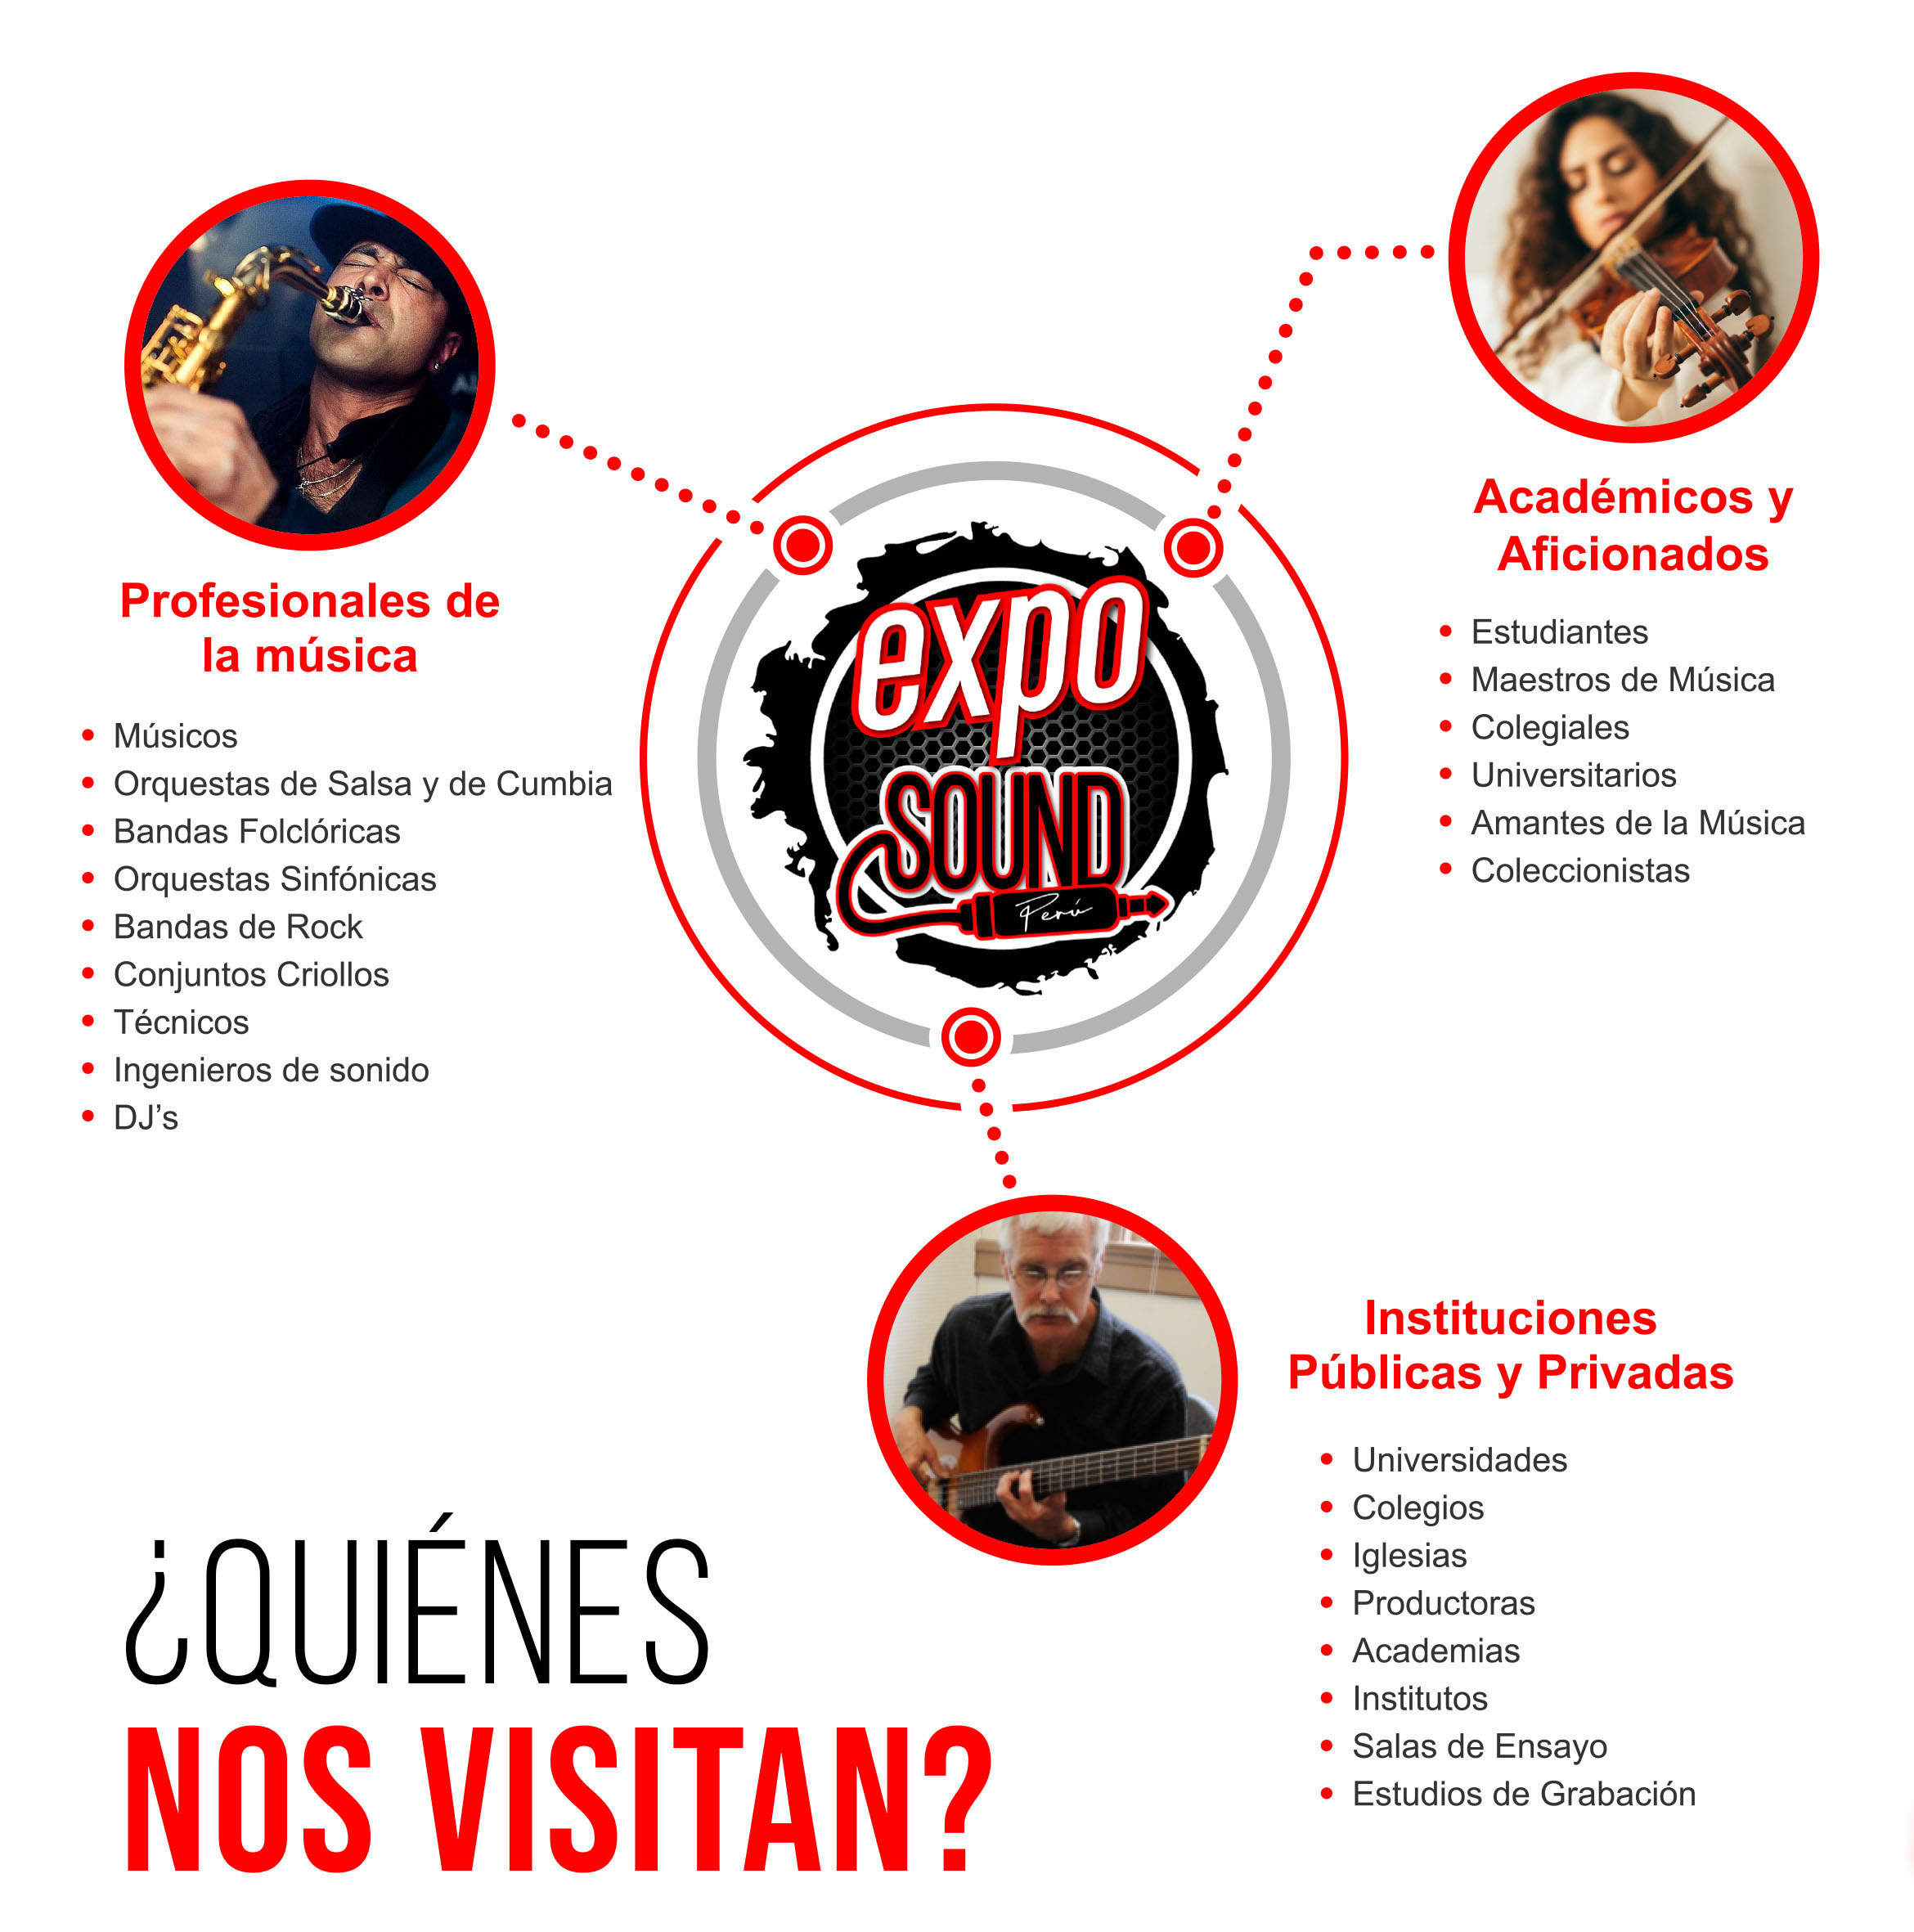 Profesionales de
la música
Músicos
Orquestas de Salsa y de Cumbia
Bandas Folclóricas
Orquestas Sinfónicas
Bandas de Rock
Conjuntos Criollos
Técnicos
Ingenieros de sonido
DJ’s
expo
SOUND
Perú
Académicos y
Aficionados
Estudiantes
Maestros de Música
Colegiales
Universitarios
Amantes de la Música
Coleccionistas
Instituciones
Públicas y Privadas
Universidades
Colegios
Iglesias
Productoras
Academias
Institutos
Salas de Ensayo
Estudios de Grabación
¿QUIÉNES
NOS VISITAN?